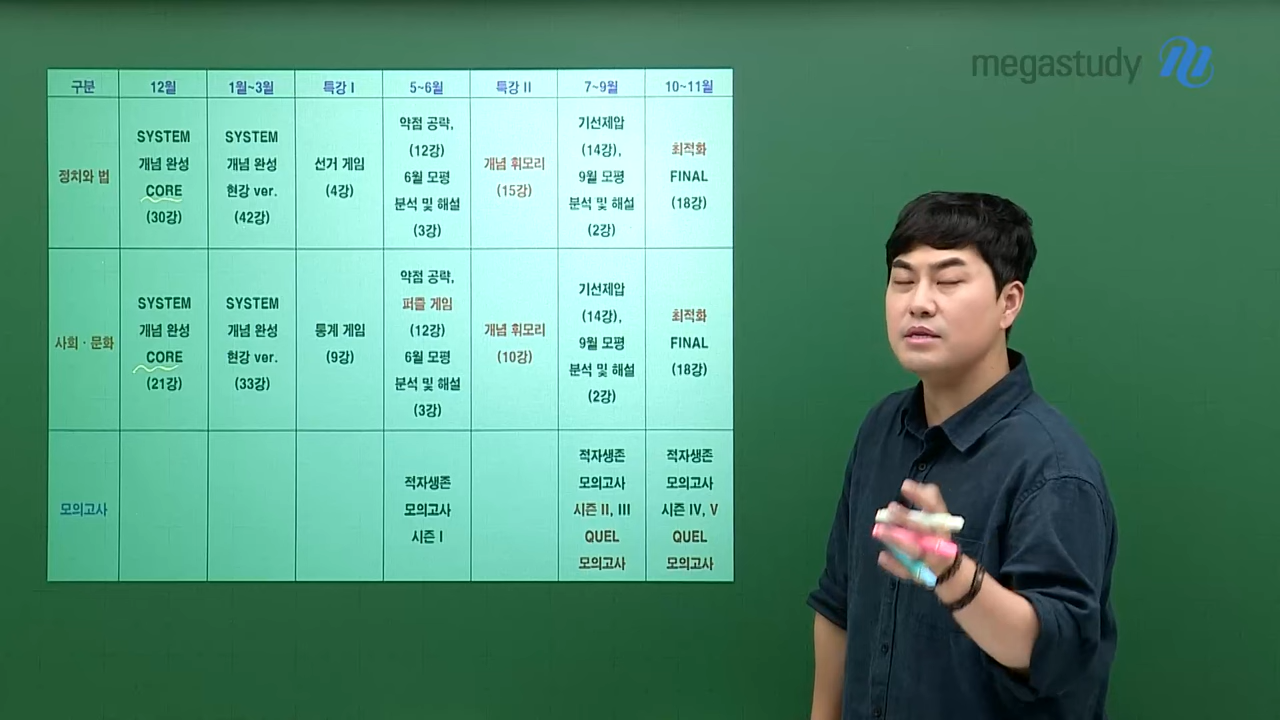 megastudy
구분 12월 1월~3월 특강 I 5~6월 특강 II 7~9월 10~11월
정치와 법
SYSTEM
개념 완성
CORE
(30강)
SYSTEM
개념 완성
현강 ver.
(42강)
선거 게임
(4강)
약점 공략,
(12강)
6월 모평
분석 및 해설
(3강)
개념 휘모리
(15강)
기선제압
(14강),
9월 모평
분석 및 해설
(2강)
최적화
FINAL
(18강)
사회·문화
SYSTEM
개념 완성
CORE
(21강)
SYSTEM
개념 완성
현강 ver.
(33강)
통계 게임
(9강)
약점 공략,
퍼즐 게임
(12강)
6월 모평
분석 및 해설
(3강)
개념 휘모리
(10강)
기선제압
(14강),
9월 모평
분석 및 해설
(2강)
최적화
FINAL
(18강)
모의고사
적자생존
모의고사
시즌 I
적자생존
모의고사
시즌 II, III
QUEL
모의고사
적자생존
모의고사
시즌 IV, V
QUEL
모의고사